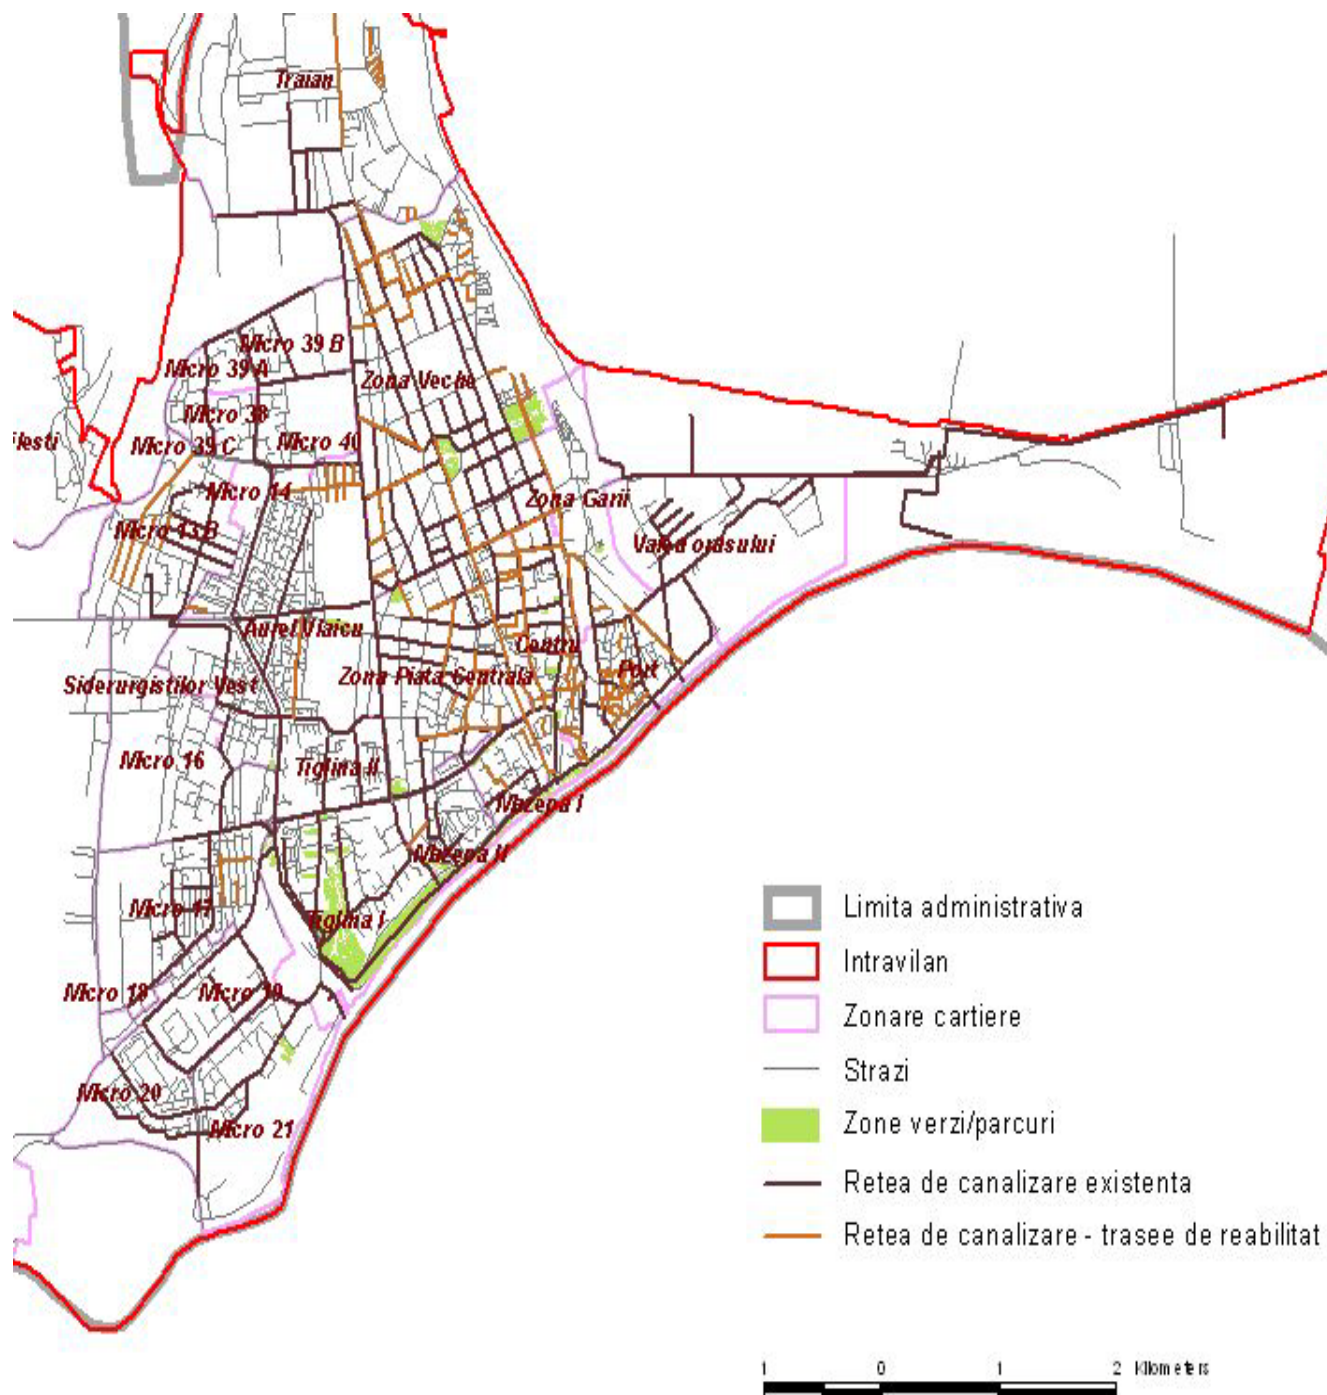 Traian
Micro 39 B
Micro 39 A
Zona Veche
Micro 38
Micro 40
ilesti
Micro 39 C
Micro 14
Zona Garii
Micro 13 B
Valea orasului
Aurel Vlaicu
Centru
Port
Zona Piata Centrala
Siderurgistilor Vest
Micro 16
Tiglina II
Mazepa I
Mazepa II
Micro 17
Tiglina I
Micro 18
Micro 19
Micro 20
Micro 21
Limita administrativa
Intravilan
Zonare cartiere
Strazi
Zone verzi/parcuri
Retea de canalizare existenta
Retea de canalizare - trasee de reabilitat
1 0 1 2 Kilometers